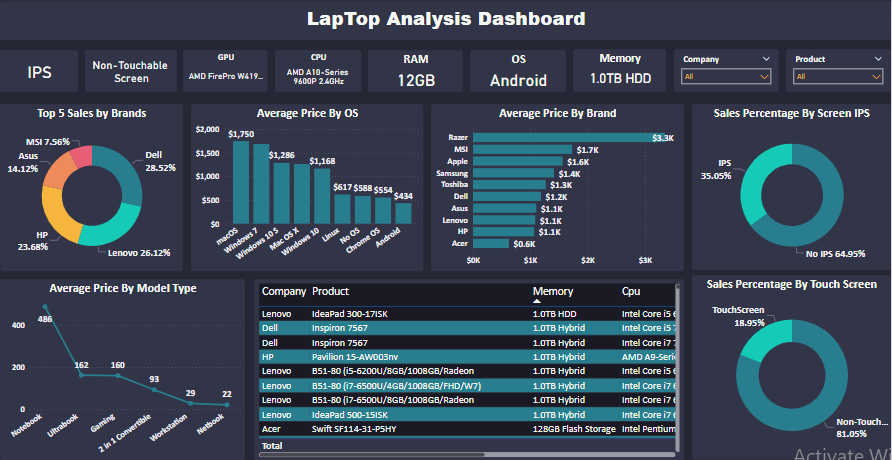 LapTop Analysis Dashboard
IPS
Non-Touchable
Screen
GPU
AMD FirePro W419...
CPU
AMD A10-Series
9600P 2.4GHz
RAM
12GB
OS
Android
Memory
1.0TB HDD
Company
All
Product
All
Top 5 Sales by Brands
MSI 7.56%
Asus
14.12%
Dell
28.52%
HP
23.68%
Lenovo 26.12%
Average Price By OS
$2,000
$1,500
$1,000
$500
$0
$1,750
$1,286
$1,168
$617
$588
$554
$434
macOS
Windows 7
Windows 10 S
Mac OS X
Windows 10
Linux
No OS
Chrome OS
Android
Average Price By Brand
Razer $3.3K
MSI $1.7K
Apple $1.6K
Samsung $1.4K
Toshiba $1.3K
Dell $1.2K
Asus $1.1K
Lenovo $1.1K
HP $1.1K
Acer $0.6K
$0K $1K $2K $3K
Sales Percentage By Screen IPS
IPS
35.05%
No IPS 64.95%
Average Price By Model Type
400
200
0
486
162
160
93
29
22
Notebook
Ultrabook
Gaming
2 in 1 Convertible
Workstation
Netbook
Company Product Memory Cpu
Lenovo IdeaPad 300-17ISK 1.0TB HDD Intel Core i5 6
Dell Inspiron 7567 1.0TB Hybrid Intel Core i5 7
Dell Inspiron 7567 1.0TB Hybrid Intel Core i7 7
HP Pavilion 15-AW003nv 1.0TB Hybrid AMD A9-Seri
Lenovo B51-80 (i5-6200U/8GB/1008GB/Radeon 1.0TB Hybrid Intel Core i5 6
Lenovo B51-80 (i7-6500U/4GB/1008GB/FHD/W7) 1.0TB Hybrid Intel Core i7 6
Lenovo B51-80 (i7-6500U/8GB/1008GB/Radeon 1.0TB Hybrid Intel Core i7 6
Lenovo IdeaPad 500-15ISK 1.0TB Hybrid Intel Core i7 6
Acer Swift SF114-31-P5HY 128GB Flash Storage Intel Pentium
Total
Sales Percentage By Touch Screen
TouchScreen
18.95%
Non-Touch...
81.05%
Activate Wi